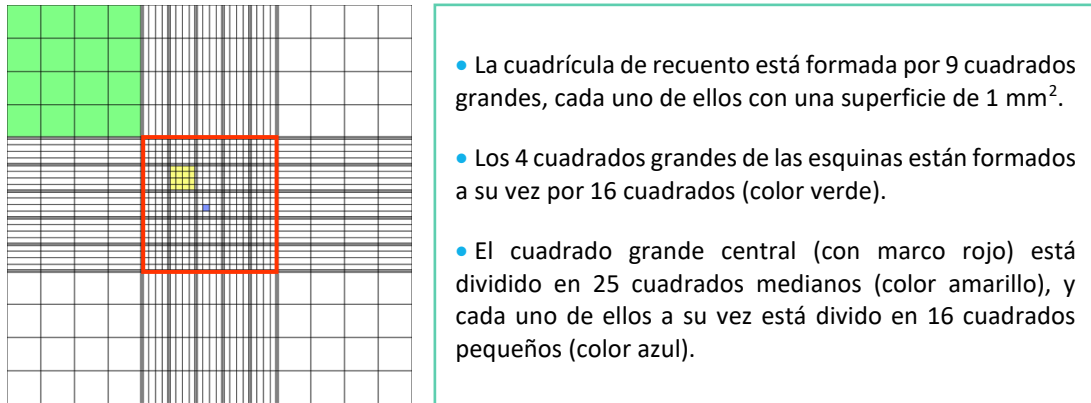 • La cuadrícula de recuento está formada por 9 cuadrados
grandes, cada uno de ellos con una superficie de 1 mm².
• Los 4 cuadrados grandes de las esquinas están formados
a su vez por 16 cuadrados (color verde).
• El cuadrado grande central (con marco rojo) está
dividido en 25 cuadrados medianos (color amarillo), y
cada uno de ellos a su vez está divido en 16 cuadrados
pequeños (color azul).